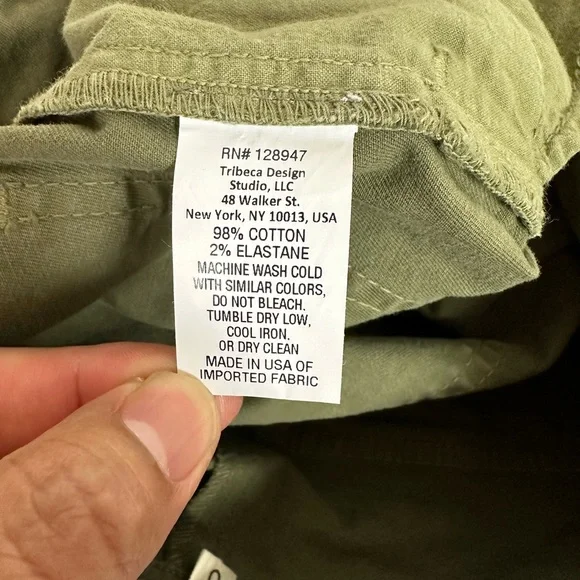 RN# 128947
Tribeca Design
Studio, LLC
48 Walker St.
New York, NY 10013, USA
98% COTTON
2% ELASTANE
MACHINE WASH COLD
WITH SIMILAR COLORS,
DO NOT BLEACH.
TUMBLE DRY LOW,
COOL IRON.
OR DRY CLEAN
MADE IN USA OF
IMPORTED FABRIC